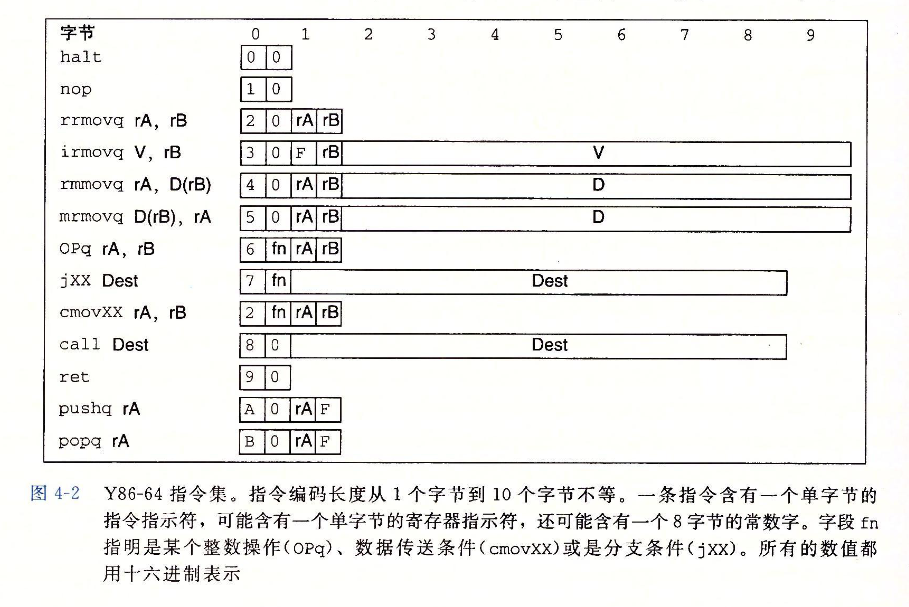 字节 0 1 2 3 4 5 6 7 8 9
halt 0 0
nop 1 0
rrmovq rA, rB 2 0 rA rB
irmovq V, rB 3 0 F rB V
rmmovq rA, D(rB) 4 0 rA rB D
mrmovq D(rB), rA 5 0 rA rB D
OPq rA, rB 6 fn rA rB
jXX Dest 7 fn Dest
cmovXX rA, rB 2 fn rA rB
call Dest 8 0 Dest
ret 9 0
pushq rA A 0 rA F
popq rA B 0 rA F
图 4-2 Y86-64 指令集。指令编码长度从 1 个字节到 10 个字节不等。一条指令含有一个单字节的
指令指示符，可能含有一个单字节的寄存器指示符，还可能含有一个 8 字节的常数字。字段 fn
指明是某个整数操作(OPq)、数据传送条件(cmovXX)或是分支条件(jXX)。所有的数值都
用十六进制表示